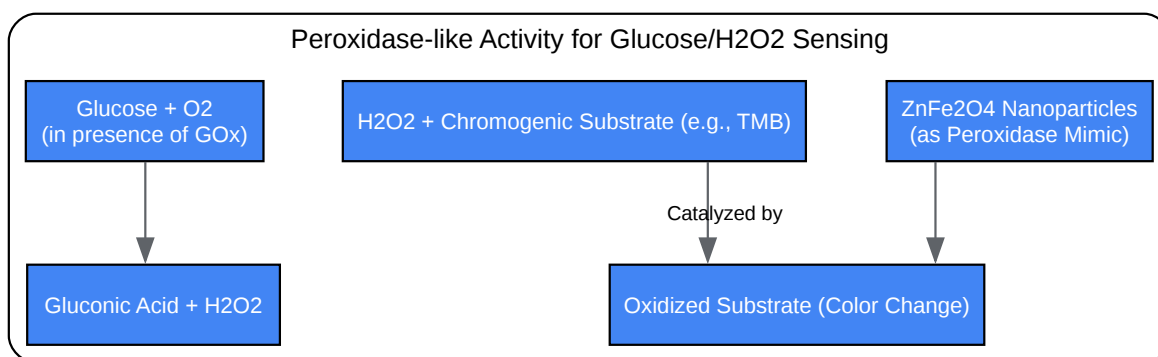 Peroxidase-like Activity for Glucose/H2O2 Sensing
Glucose + O2
(in presence of GOx)
H2O2 + Chromogenic Substrate (e.g., TMB)
ZnFe2O4 Nanoparticles
(as Peroxidase Mimic)
Catalyzed by
Gluconic Acid + H2O2
Oxidized Substrate (Color Change)